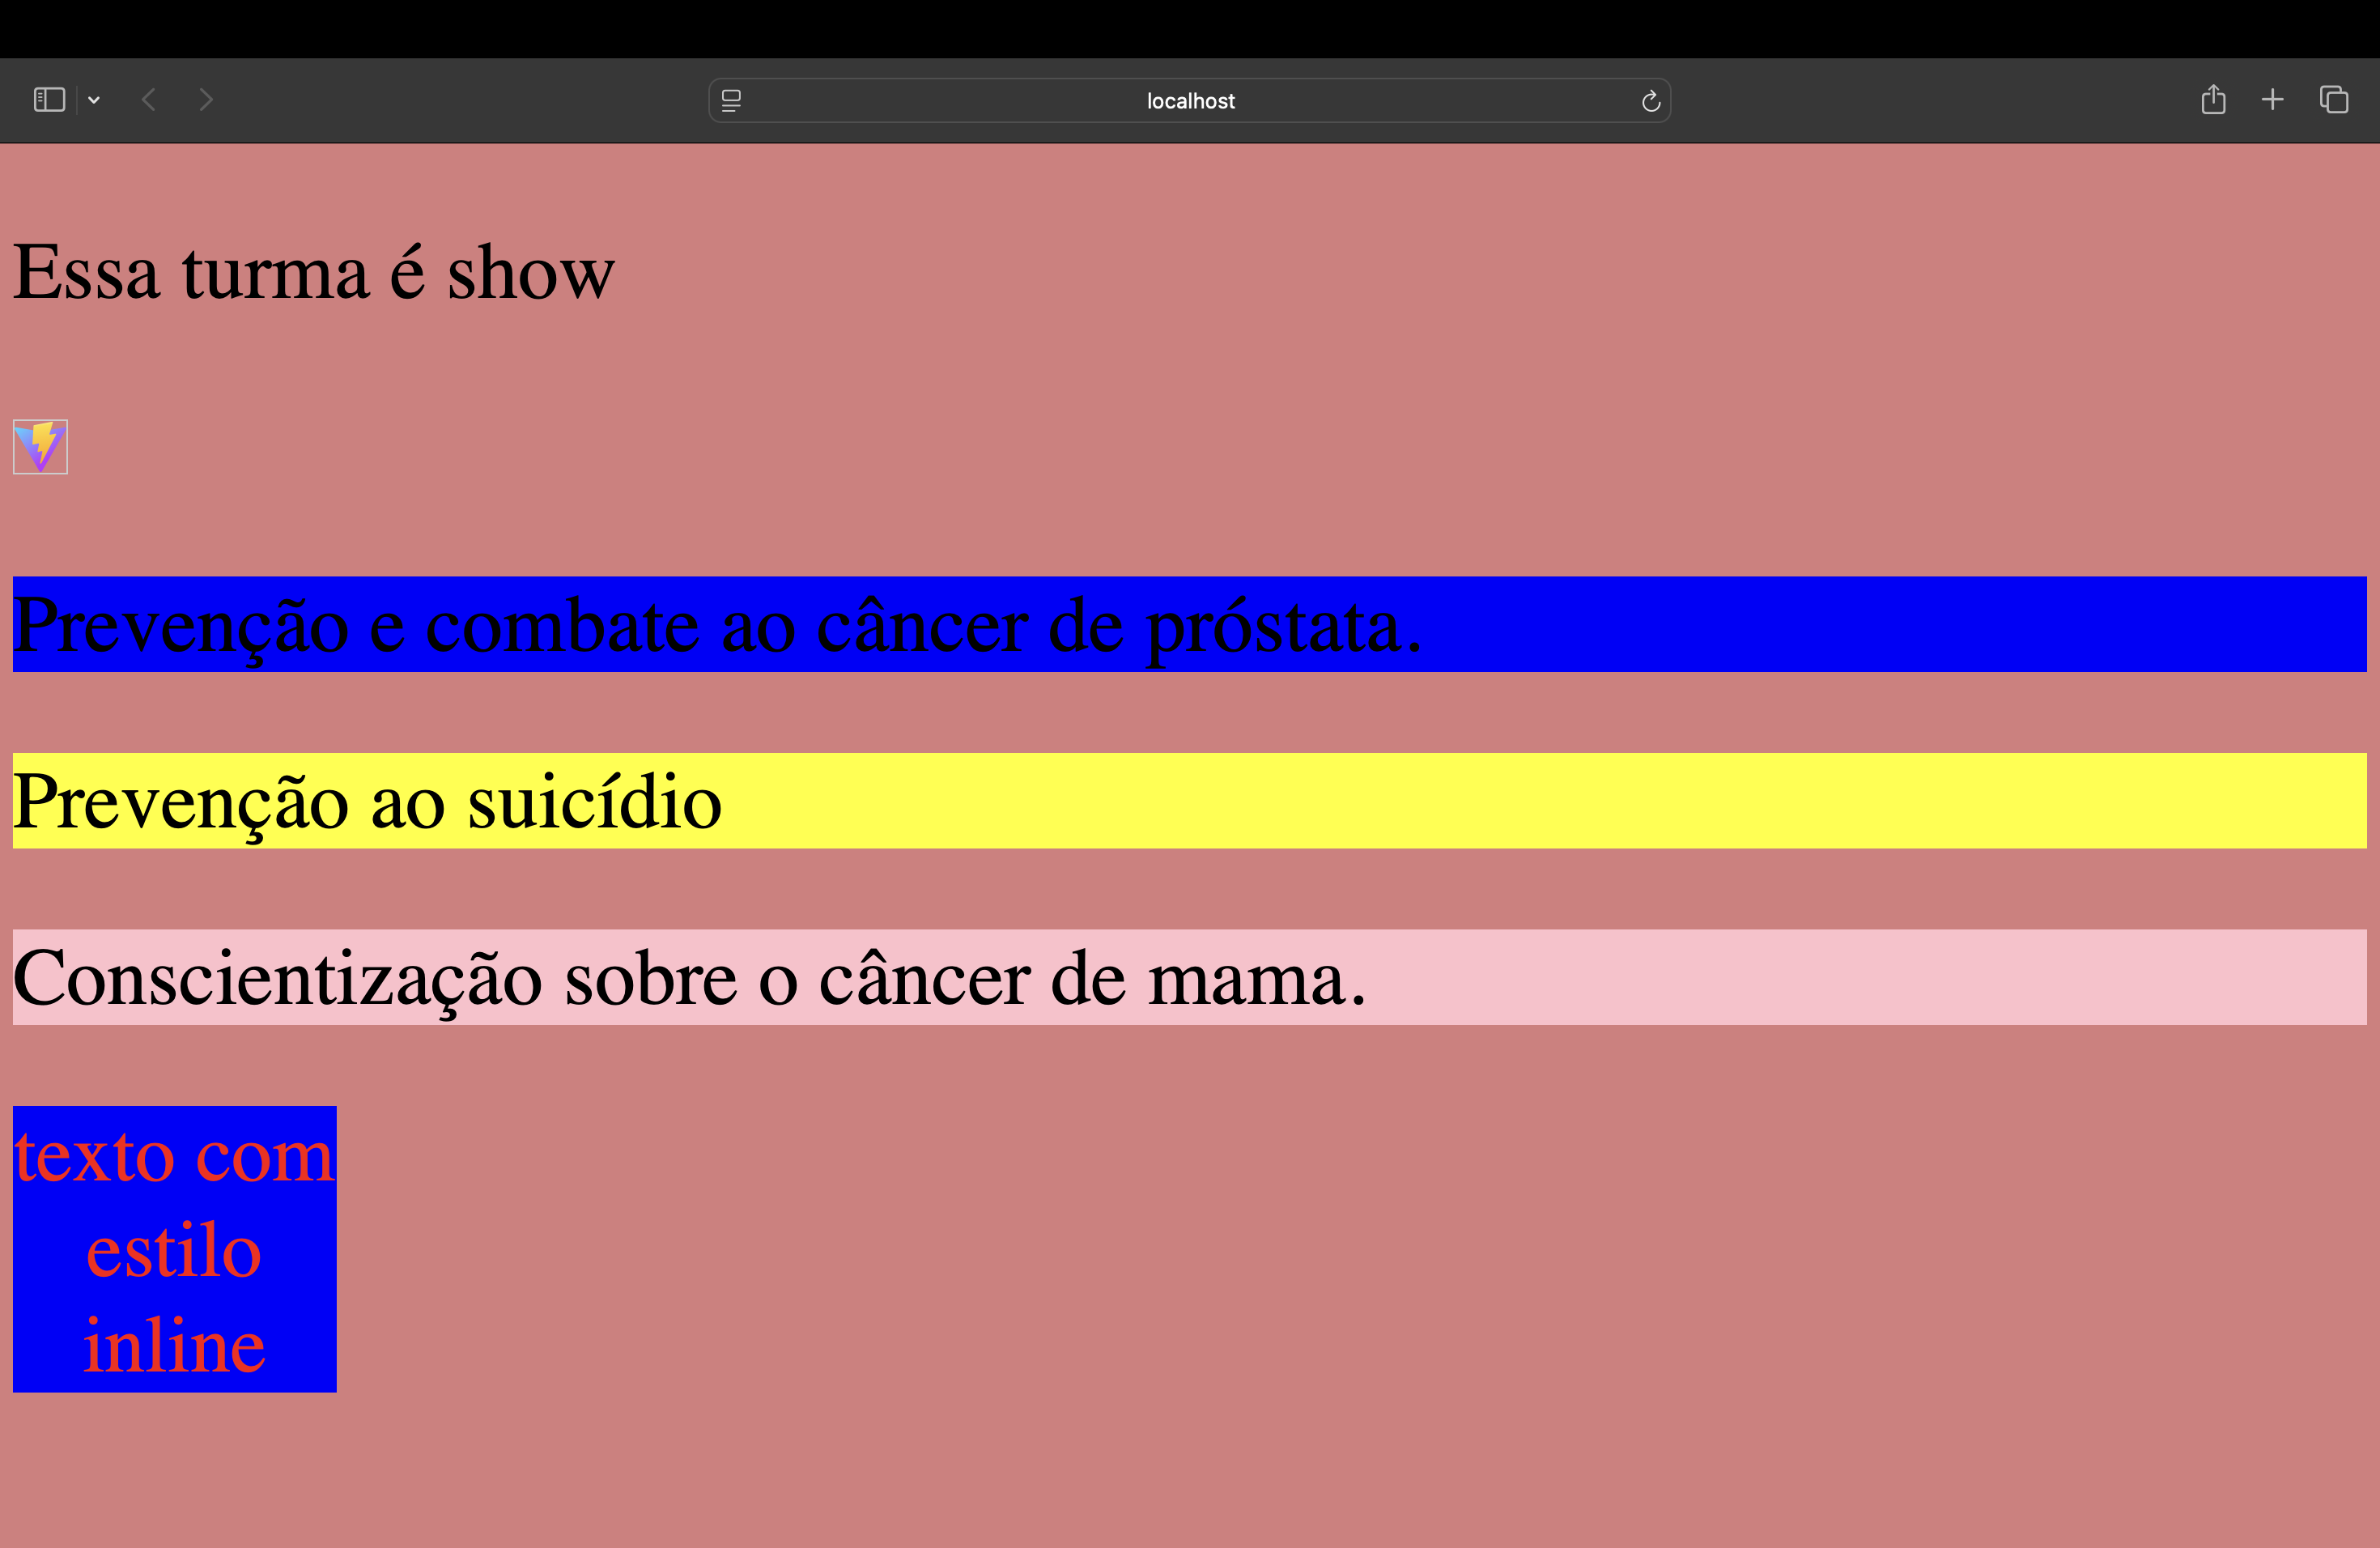 localhost
Essa turma é show
Prevenção e combate ao câncer de próstata.
Prevenção ao suicídio
Conscientização sobre o câncer de mama.
texto com
estilo
inline